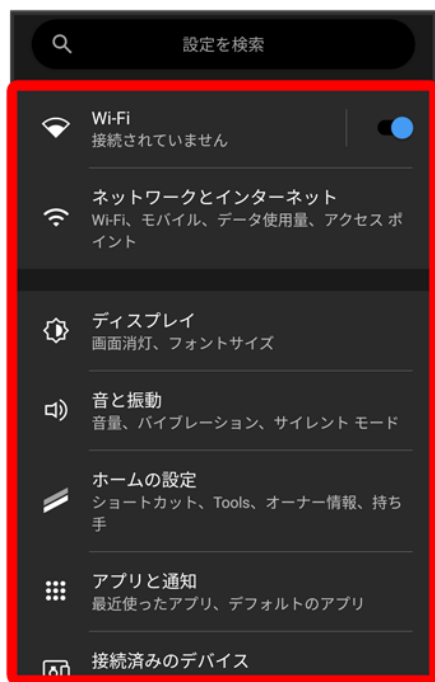 設定を検索
Wi-Fi
接続されていません
ネットワークとインターネット
Wi-Fi、モバイル、データ使用量、アクセス ポ
イント
ディスプレイ
画面消灯、フォントサイズ
音と振動
音量、バイブレーション、サイレント モード
ホームの設定
ショートカット、Tools、オーナー情報、持ち
手
アプリと通知
最近使ったアプリ、デフォルトのアプリ
接続済みのデバイス